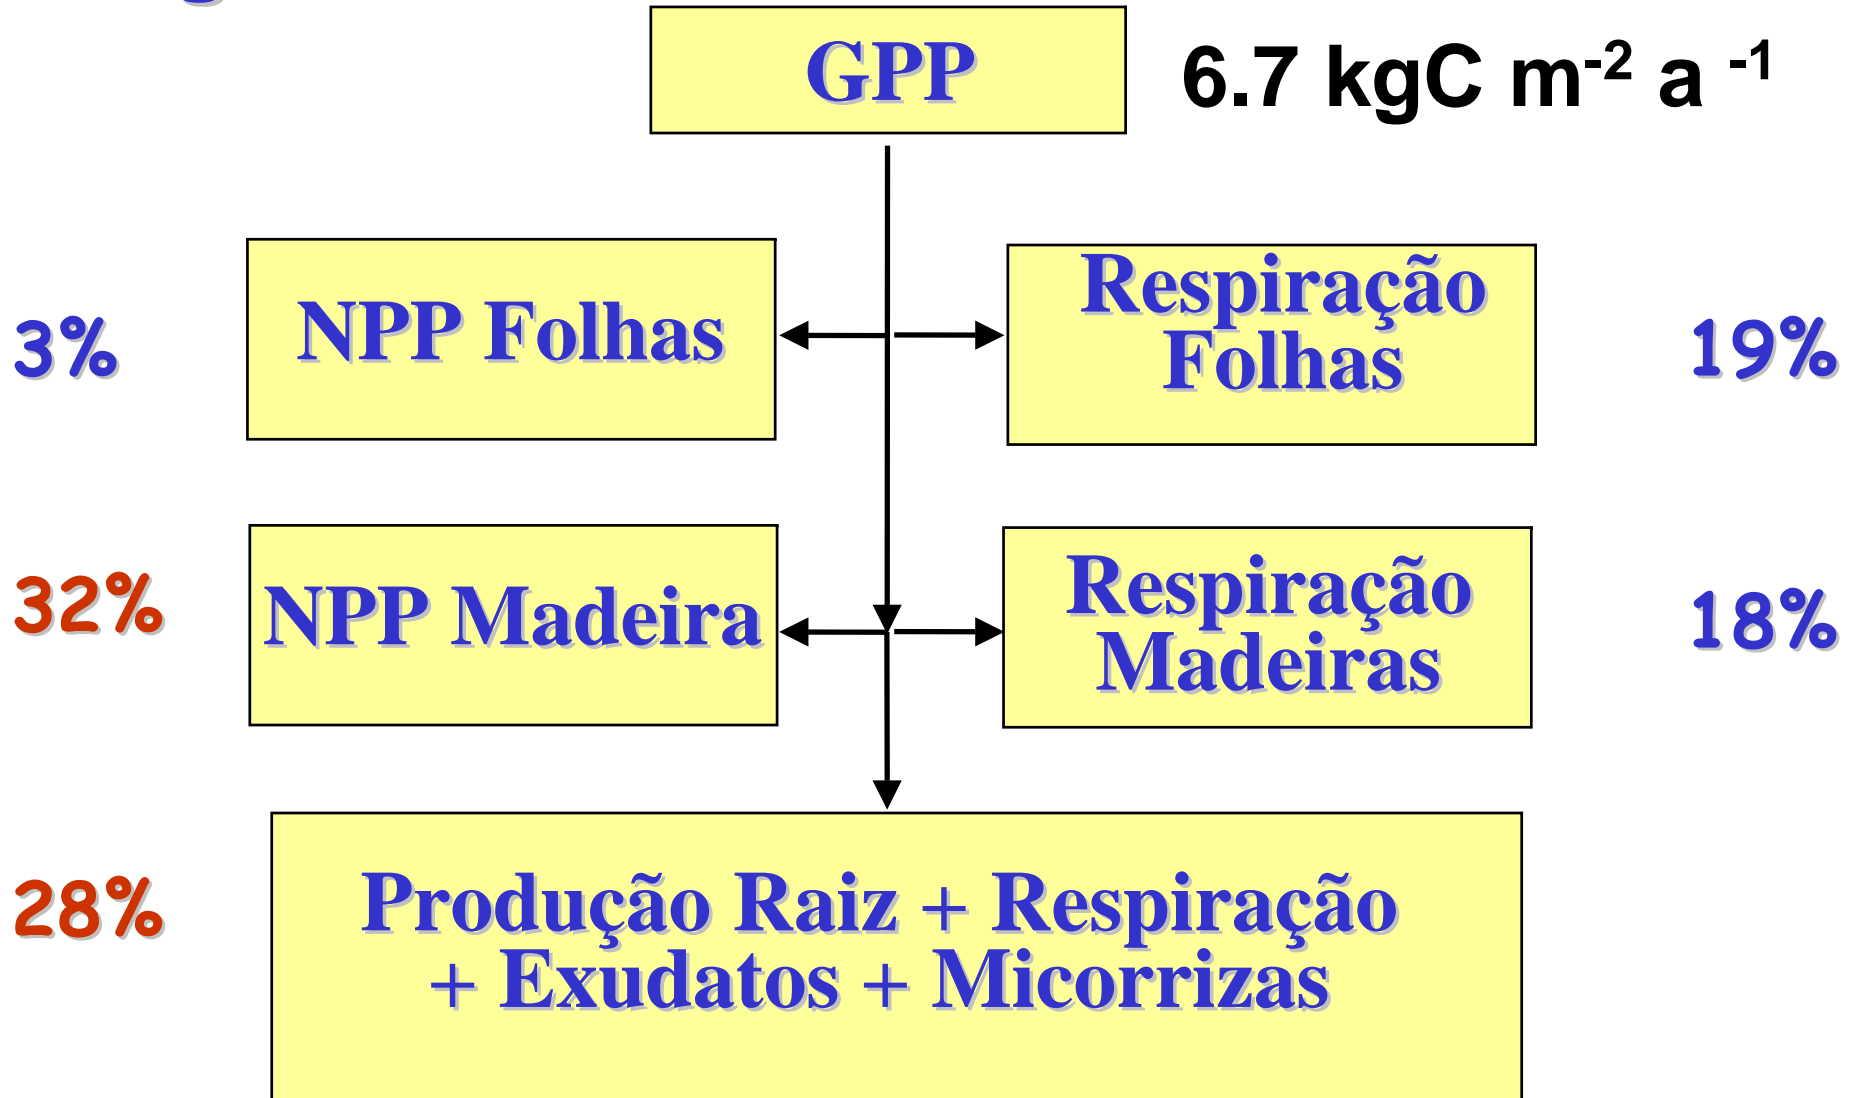 GPP
6.7 kgC m⁻² a ⁻¹
3%
NPP Folhas
Respiração
Folhas
19%
32%
NPP Madeira
Respiração
Madeiras
18%
28%
Produção Raiz + Respiração
+ Exudatos + Micorrizas